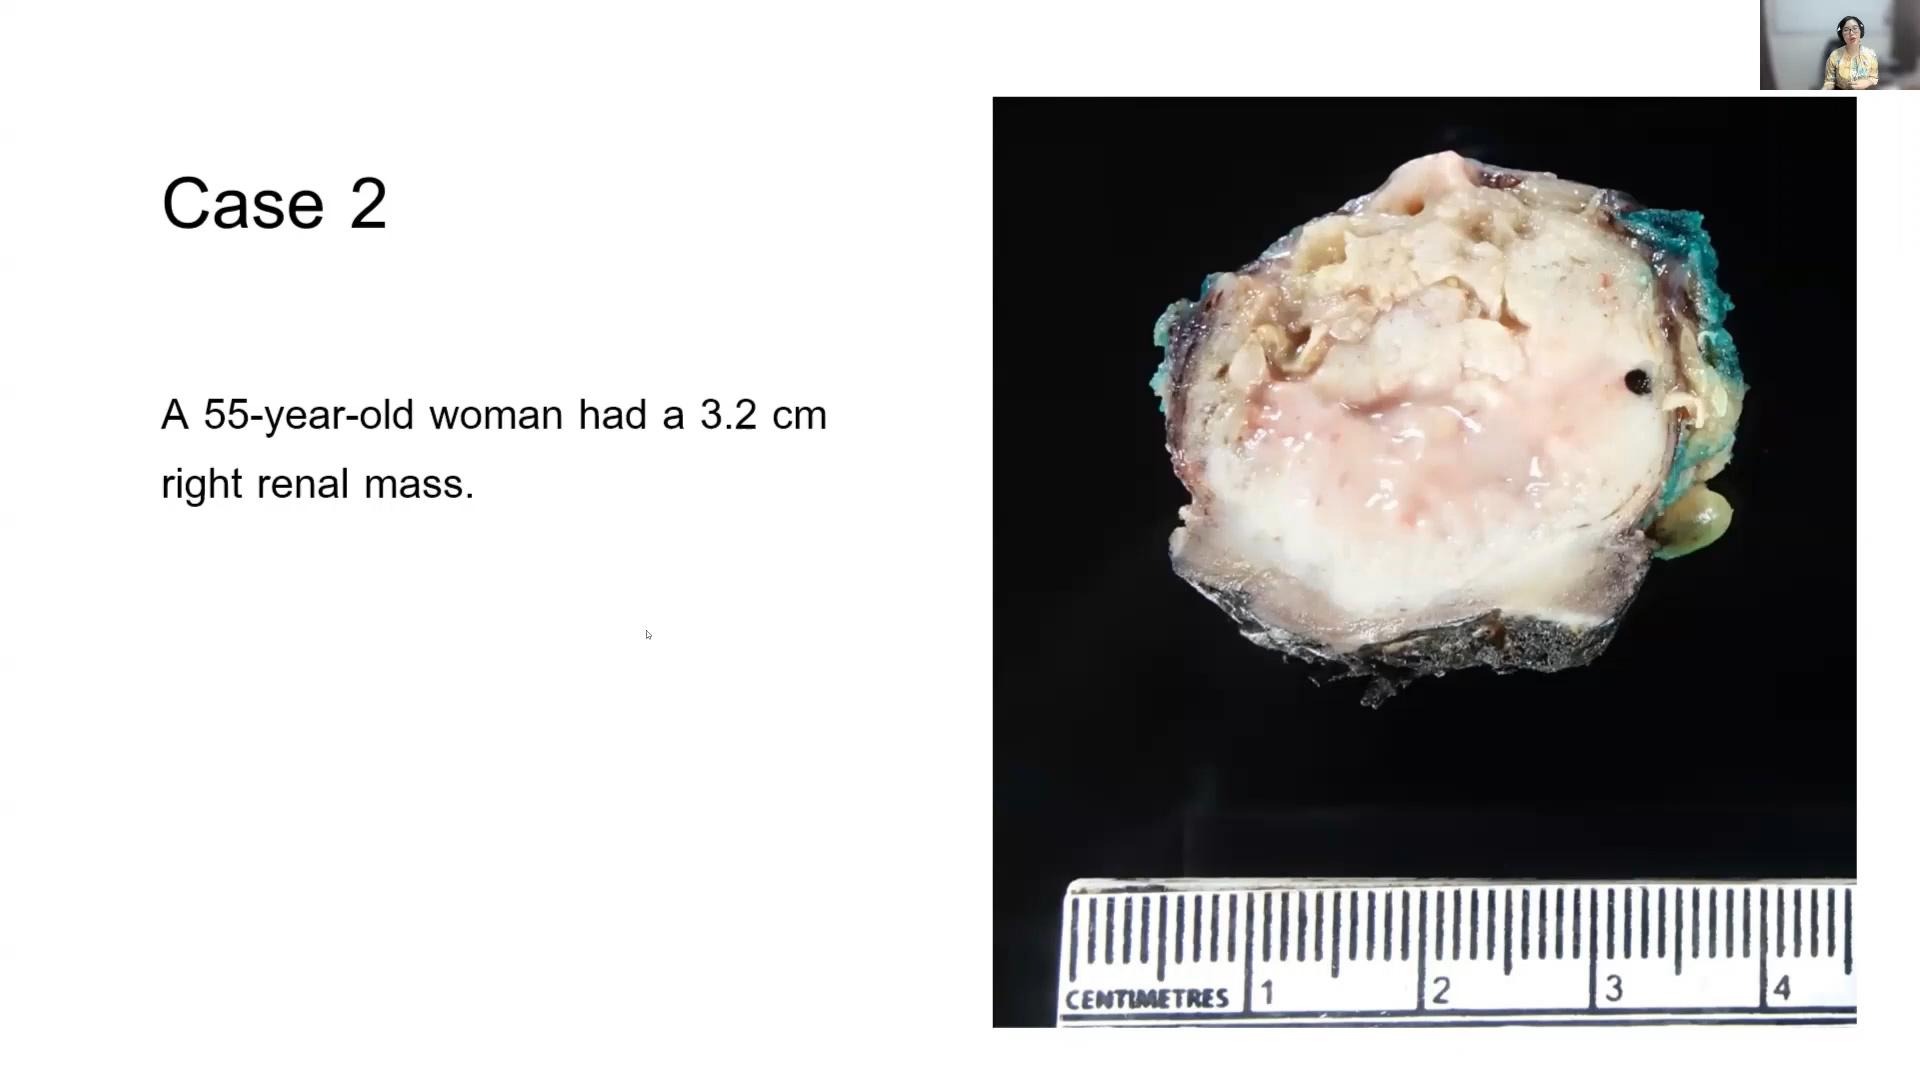 Case 2
A 55-year-old woman had a 3.2 cm
right renal mass.
CENTIMETRES 1 2 3 4